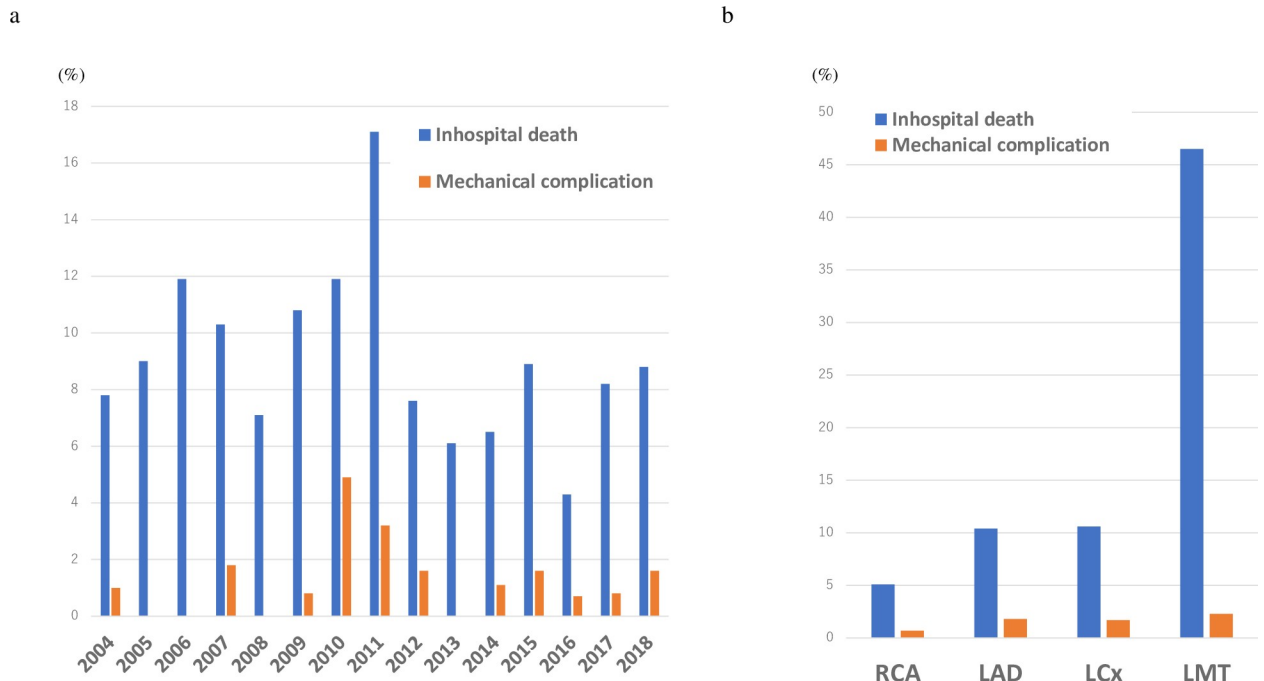 a
(%)
18
16
14
12
10
8
6
4
2
0
Inhospital death
Mechanical complication
2004 2005 2006 2007 2008 2009 2010 2011 2012 2013 2014 2015 2016 2017 2018
b
(%)
50
45
40
35
30
25
20
15
10
5
0
Inhospital death
Mechanical complication
RCA LAD LCx LMT